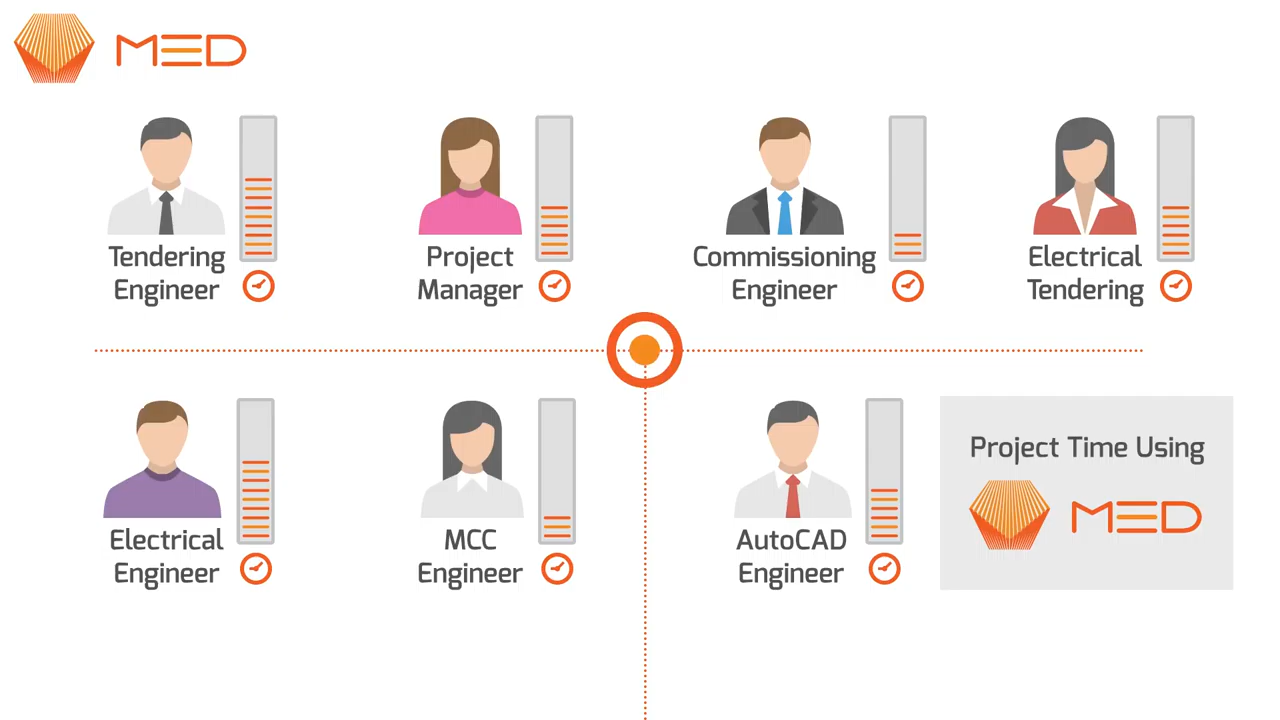 MED
Tendering
Engineer
Project
Manager
Commissioning
Engineer
Electrical
Tendering
Electrical
Engineer
MCC
Engineer
AutoCAD
Engineer
Project Time Using
MED